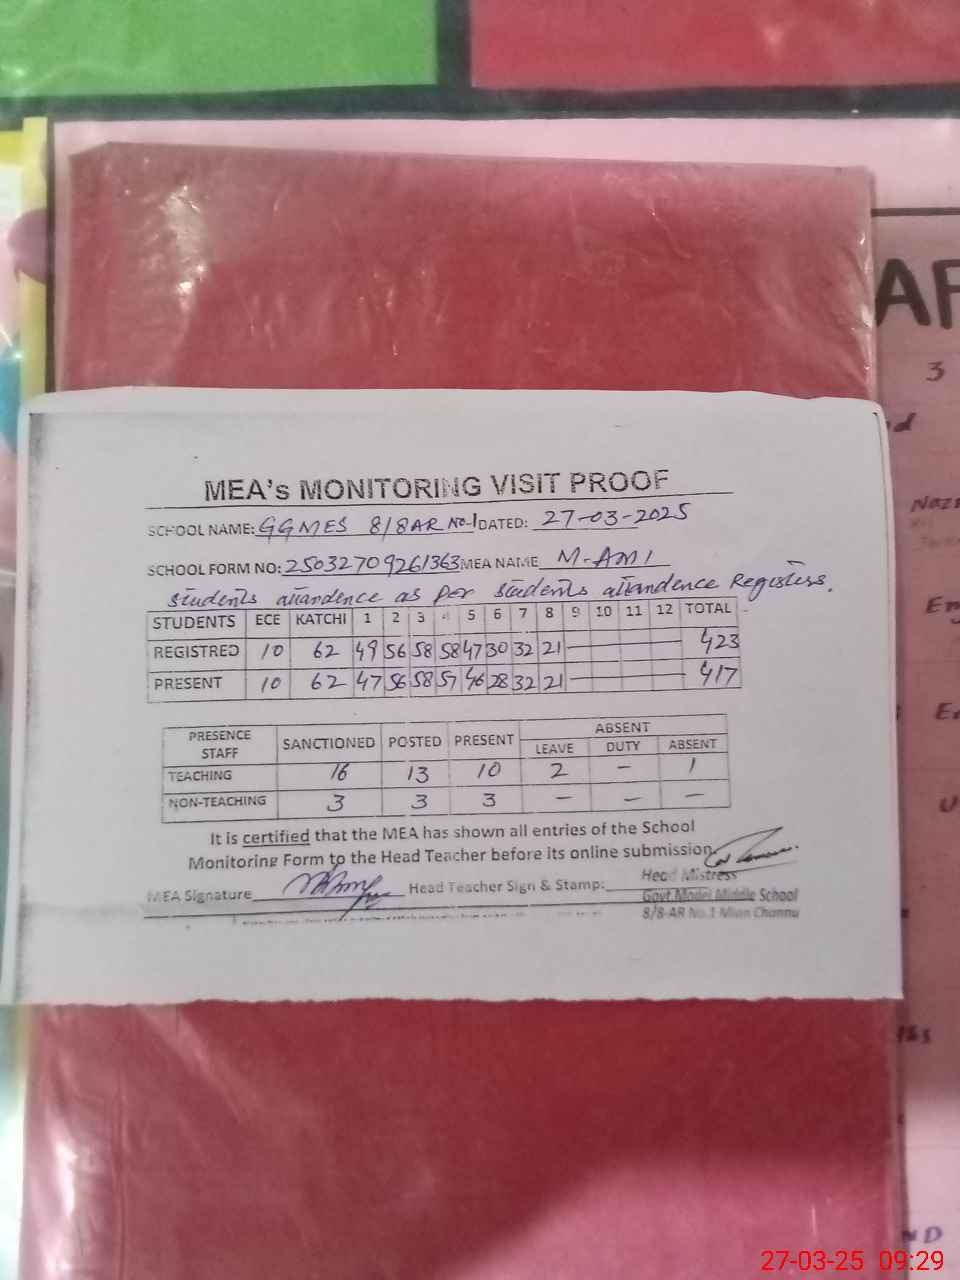 AF
3
MEA's MONITORING VISIT PROOF
SCHOOL NAME: GGMES 8/8AR No-1 DATED: 27-03-2025
SCHOOL FORM NO: 25032709261363 MEA NAME M-AMI
students attandence as per students attandence Registers.
STUDENTS ECE KATCHI 1 2 3 4 5 6 7 8 9 10 11 12 TOTAL
REGISTRED 10 62 49 56 58 58 47 30 32 21 423
PRESENT 10 62 47 56 58 57 46 28 32 21 417
PRESENCE STAFF SANCTIONED POSTED PRESENT ABSENT
LEAVE DUTY ABSENT
TEACHING 16 13 10 2 – 1
NON-TEACHING 3 3 3 – – –
It is certified that the MEA has shown all entries of the School
Monitoring Form to the Head Teacher before its online submission.
MEA Signature Head Teacher Sign & Stamp:
Head Mistress
Govt Model Middle School
8/8-AR No.1 Mian Channu
27-03-25 09:29